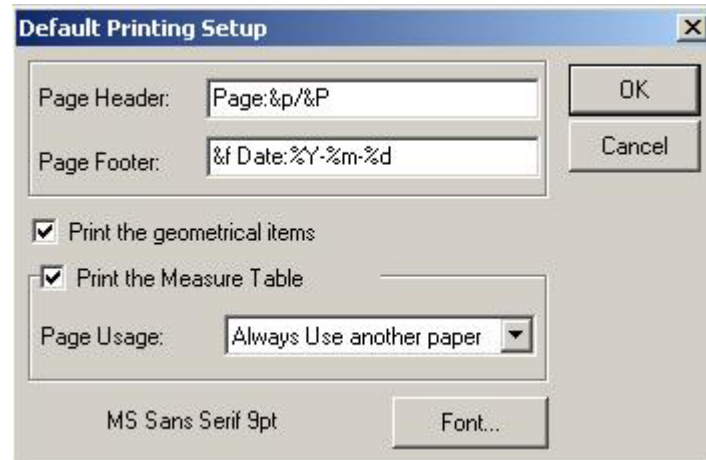 Default Printing Setup
Page Header: Page:&p/&P
OK
Page Footer: &f Date:%Y-%m-%d
Cancel
Print the geometrical items
Print the Measure Table
Page Usage: Always Use another paper
MS Sans Serif 9pt
Font...